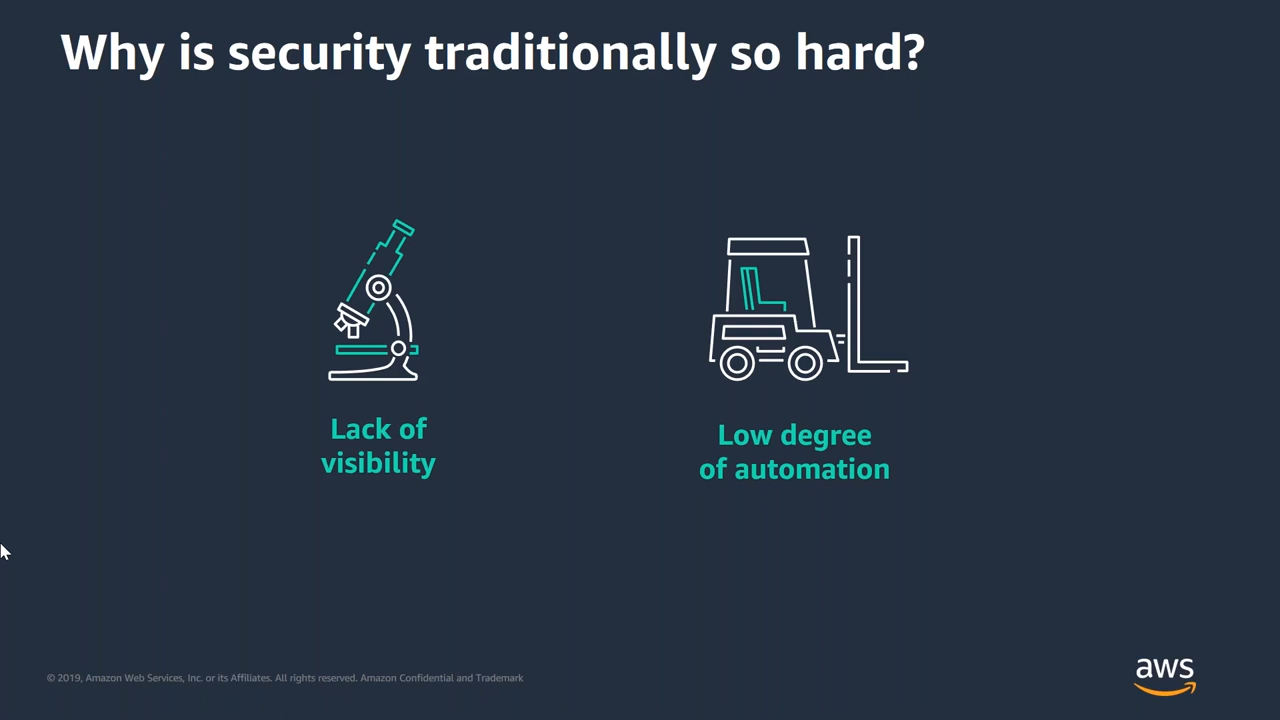 Why is security traditionally so hard?
Lack of
visibility
Low degree
of automation
© 2019, Amazon Web Services, Inc. or its Affiliates. All rights reserved. Amazon Confidential and Trademark
aws